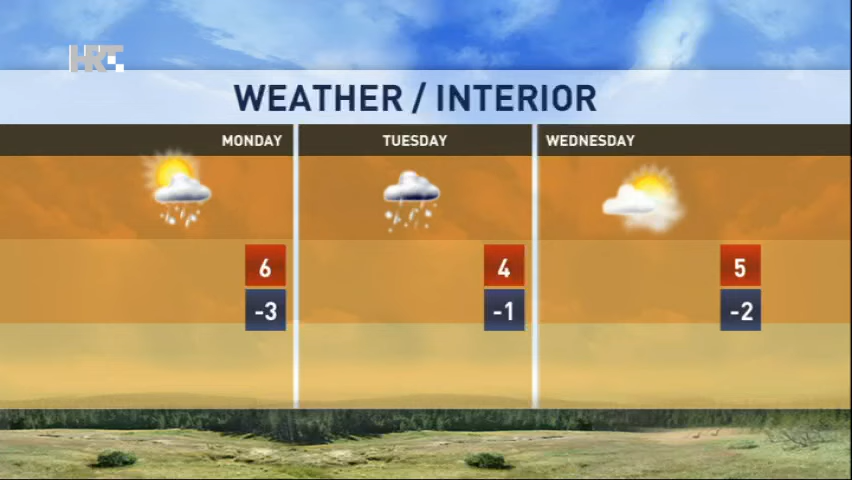 HRT
WEATHER / INTERIOR
MONDAY TUESDAY WEDNESDAY
6 4 5
-3 -1 -2